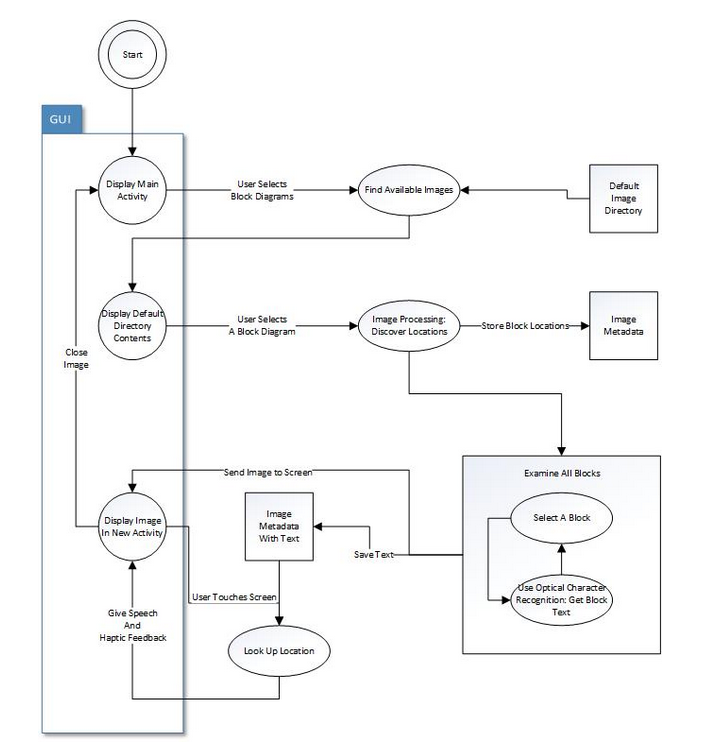 Start
GUI
Display Main
Activity
User Selects
Block Diagrams
Find Available Images
Default
Image
Directory
Display Default
Directory
Contents
User Selects
A Block Diagram
Image Processing:
Discover Locations
Store Block Locations
Image
Metadata
Close
Image
Send Image to Screen
Examine All Blocks
Display Image
In New Activity
Image
Metadata
With Text
Save Text
Select A Block
Use Optical Character
Recognition: Get Block
Text
User Touches Screen
Give Speech
And
Haptic Feedback
Look Up Location